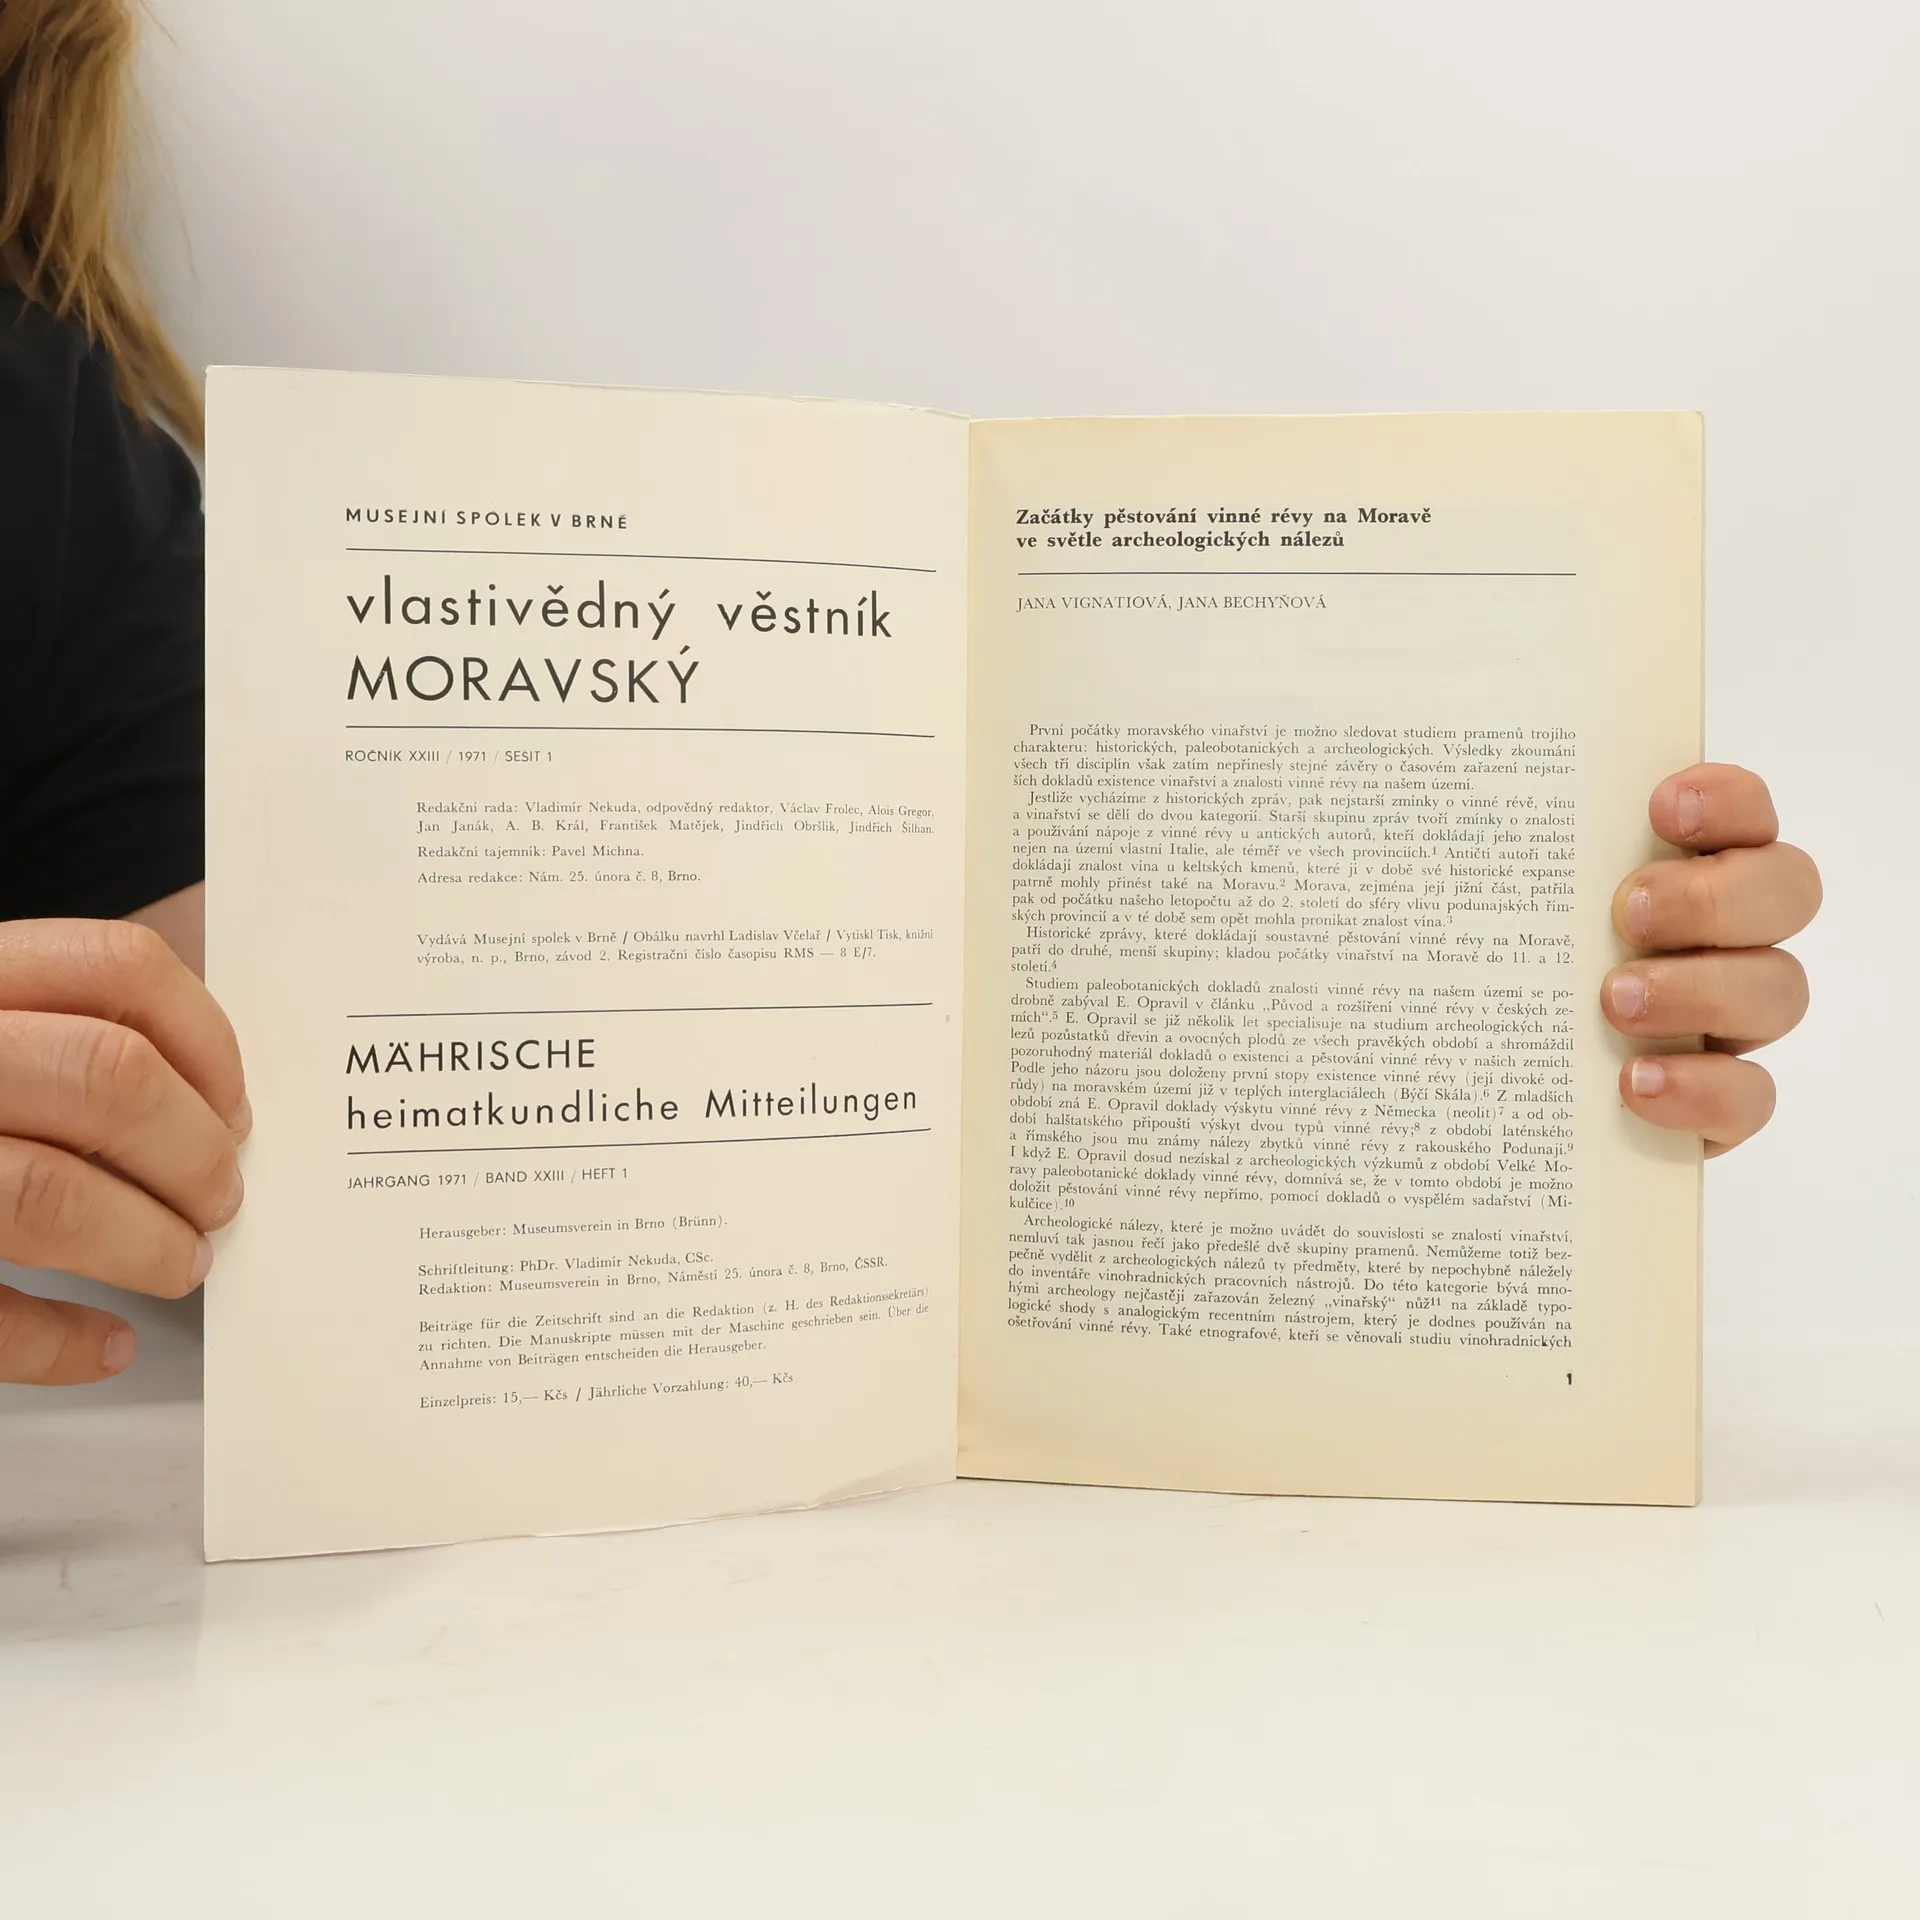 MUSEJNÍ SPOLEK V BRNĚ
vlastivědný věstník
MORAVSKÝ
ROČNÍK XXIII / 1971 / SEŠIT 1
Redakční rada: Vladimír Nekuda, odpovědný redaktor, Václav Frolec, Alois Gregor,
Jan Janák, A. B. Král, František Matějek, Jindřich Obršlík, Jindřich Šilhan.
Redakční tajemník: Pavel Michna.
Adresa redakce: Nám. 25. února č. 8, Brno.
Vydává Musejní spolek v Brně / Obálku navrhl Ladislav Včelař / Vytiskl Tisk, knižní
výroba, n. p., Brno, závod 2. Registrační číslo časopisu RMS — 8 E/7.
MÄHRISCHE
heimatkundliche Mitteilungen
JAHRGANG 1971 / BAND XXIII / HEFT 1
Herausgeber: Museumsverein in Brno (Brünn).
Schriftleitung: PhDr. Vladimír Nekuda, CSc.
Redaktion: Museumsverein in Brno, Náměstí 25. února č. 8, Brno, ČSSR.
Beiträge für die Zeitschrift sind an die Redaktion (z. H. des Redaktionssekretärs)
zu richten. Die Manuskripte müssen mit der Maschine geschrieben sein. Über die
Annahme von Beiträgen entscheiden die Herausgeber.
Einzelpreis: 15,— Kčs / Jährliche Vorzahlung: 40,— Kčs
Začátky pěstování vinné révy na Moravě
ve světle archeologických nálezů
JANA VIGNATIOVÁ, JANA BECHYŇOVÁ
První počátky moravského vinařství je možno sledovat studiem pramenů trojího
charakteru: historických, paleobotanických a archeologických. Výsledky zkoumání
všech tří disciplín však zatím nepřinesly stejné závěry o časovém zařazení nejstar-
ších dokladů existence vinařství a znalosti vinné révy na našem území.
Jestliže vycházíme z historických zpráv, pak nejstarší zmínky o vinné révě, vínu
a vinařství se dělí do dvou kategorií. Starší skupinu zpráv tvoří zmínky o znalosti
a používání nápoje z vinné révy u antických autorů, kteří dokládají jeho znalost
nejen na území vlastní Italie, ale téměř ve všech provinciích.¹ Antičtí autoři také
dokládají znalost vína u keltských kmenů, které ji v době své historické expanse
patrně mohly přinést také na Moravu.² Morava, zejména její jižní část, patřila
pak od počátku našeho letopočtu až do 2. století do sféry vlivu podunajských řím-
ských provincií a v té době sem opět mohla pronikat znalost vína.³
Historické zprávy, které dokládají soustavné pěstování vinné révy na Moravě,
patří do druhé, menší skupiny; kladou počátky vinařství na Moravě do 11. a 12.
století.⁴
Studiem paleobotanických dokladů znalosti vinné révy na našem území se po-
drobně zabýval E. Opravil v článku „Původ a rozšíření vinné révy v českých ze-
mích“.⁵ E. Opravil se již několik let specialisuje na studium archeologických ná-
lezů pozůstatků dřevin a ovocných plodů ze všech pravěkých období a shromáždil
pozoruhodný materiál dokladů o existenci a pěstování vinné révy v našich zemích.
Podle jeho názoru jsou doloženy první stopy existence vinné révy (její divoké od-
růdy) na moravském území již v teplých interglaciálech (Býčí Skála).⁶ Z mladších
období zná E. Opravil doklady výskytu vinné révy z Německa (neolit)⁷ a od ob-
dobí halštatského připouští výskyt dvou typů vinné révy;⁸ z období laténského
a římského jsou mu známy nálezy zbytků vinné révy z rakouského Podunají.⁹
I když E. Opravil dosud nezískal z archeologických výzkumů z období Velké Mo-
ravy paleobotanické doklady vinné révy, domnívá se, že v tomto období je možno
doložit pěstování vinné révy nepřímo, pomocí dokladů o vyspělém sadařství (Mi-
kulčice).¹⁰
Archeologické nálezy, které je možno uvádět do souvislosti se znalostí vinařství,
nemluví tak jasnou řečí jako předešlé dvě skupiny pramenů. Nemůžeme totiž bez-
pečně vydělit z archeologických nálezů ty předměty, které by nepochybně náležely
do inventáře vinohradnických pracovních nástrojů. Do této kategorie bývá mno-
hými archeology nejčastěji zařazován železný „vinařský“ nůž¹¹ na základě typo-
logické shody s analogickým recentním nástrojem, který je dodnes používán na
ošetřování vinné révy. Také etnografové, kteří se věnovali studiu vinohradnických
1